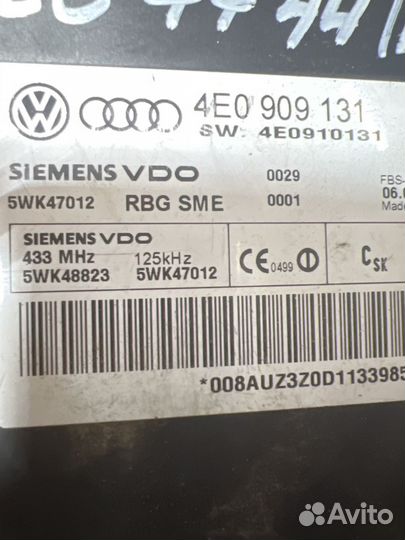 4E0 909 131
SW: 4E0910131
SIEMENS VDO 0029 FBS-
5WK47012 RBG SME 0001 06.0
Made
SIEMENS VDO
433 MHz 125kHz
5WK48823 5WK47012
CE 0499
CSK
*008AUZ3Z0D1133985
Avito